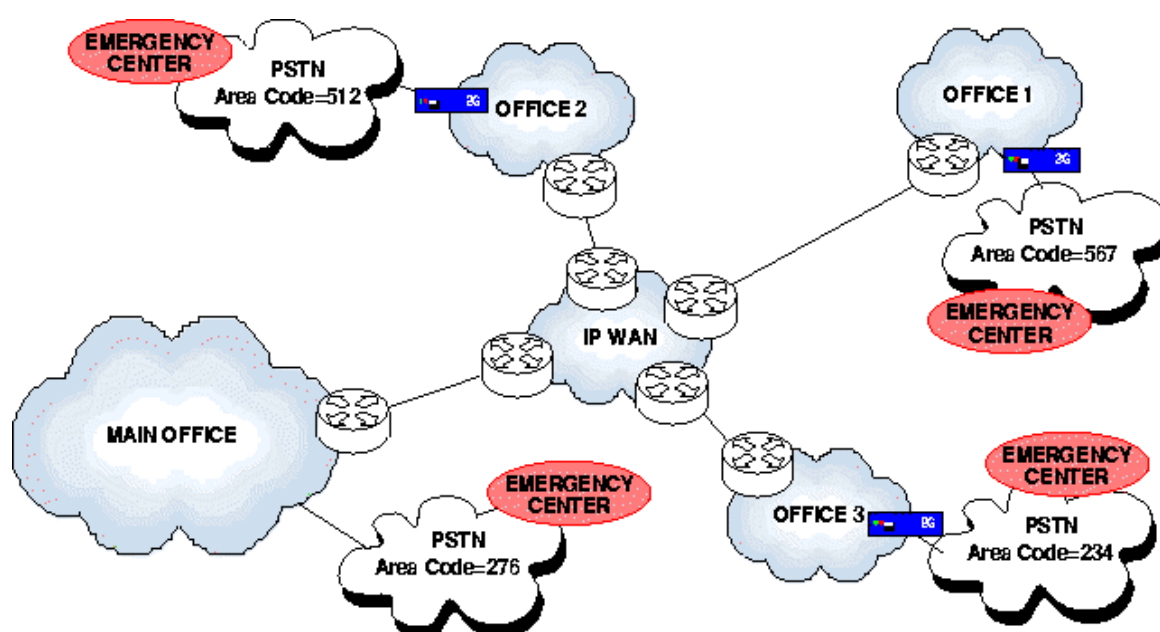 EMERGENCY
CENTER
PSTN
Area Code=512
OFFICE 2
OFFICE 1
PSTN
Area Code=567
EMERGENCY
CENTER
IP WAN
MAIN OFFICE
EMERGENCY
CENTER
PSTN
Area Code=276
OFFICE 3
EMERGENCY
CENTER
PSTN
Area Code=234